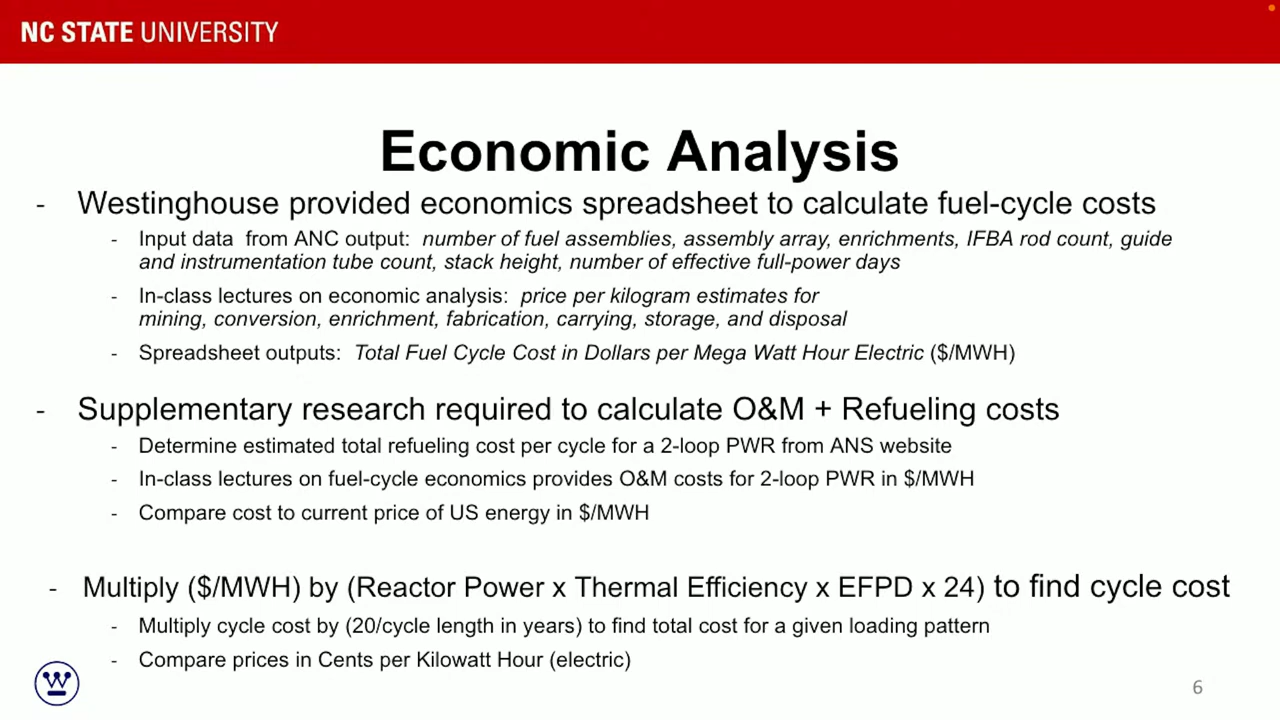 NC STATE UNIVERSITY
Economic Analysis
- Westinghouse provided economics spreadsheet to calculate fuel-cycle costs
- Input data from ANC output: number of fuel assemblies, assembly array, enrichments, IFBA rod count, guide
and instrumentation tube count, stack height, number of effective full-power days
- In-class lectures on economic analysis: price per kilogram estimates for
mining, conversion, enrichment, fabrication, carrying, storage, and disposal
- Spreadsheet outputs: Total Fuel Cycle Cost in Dollars per Mega Watt Hour Electric ($/MWH)
- Supplementary research required to calculate O&M + Refueling costs
- Determine estimated total refueling cost per cycle for a 2-loop PWR from ANS website
- In-class lectures on fuel-cycle economics provides O&M costs for 2-loop PWR in $/MWH
- Compare cost to current price of US energy in $/MWH
- Multiply ($/MWH) by (Reactor Power x Thermal Efficiency x EFPD x 24) to find cycle cost
- Multiply cycle cost by (20/cycle length in years) to find total cost for a given loading pattern
- Compare prices in Cents per Kilowatt Hour (electric)
W
6